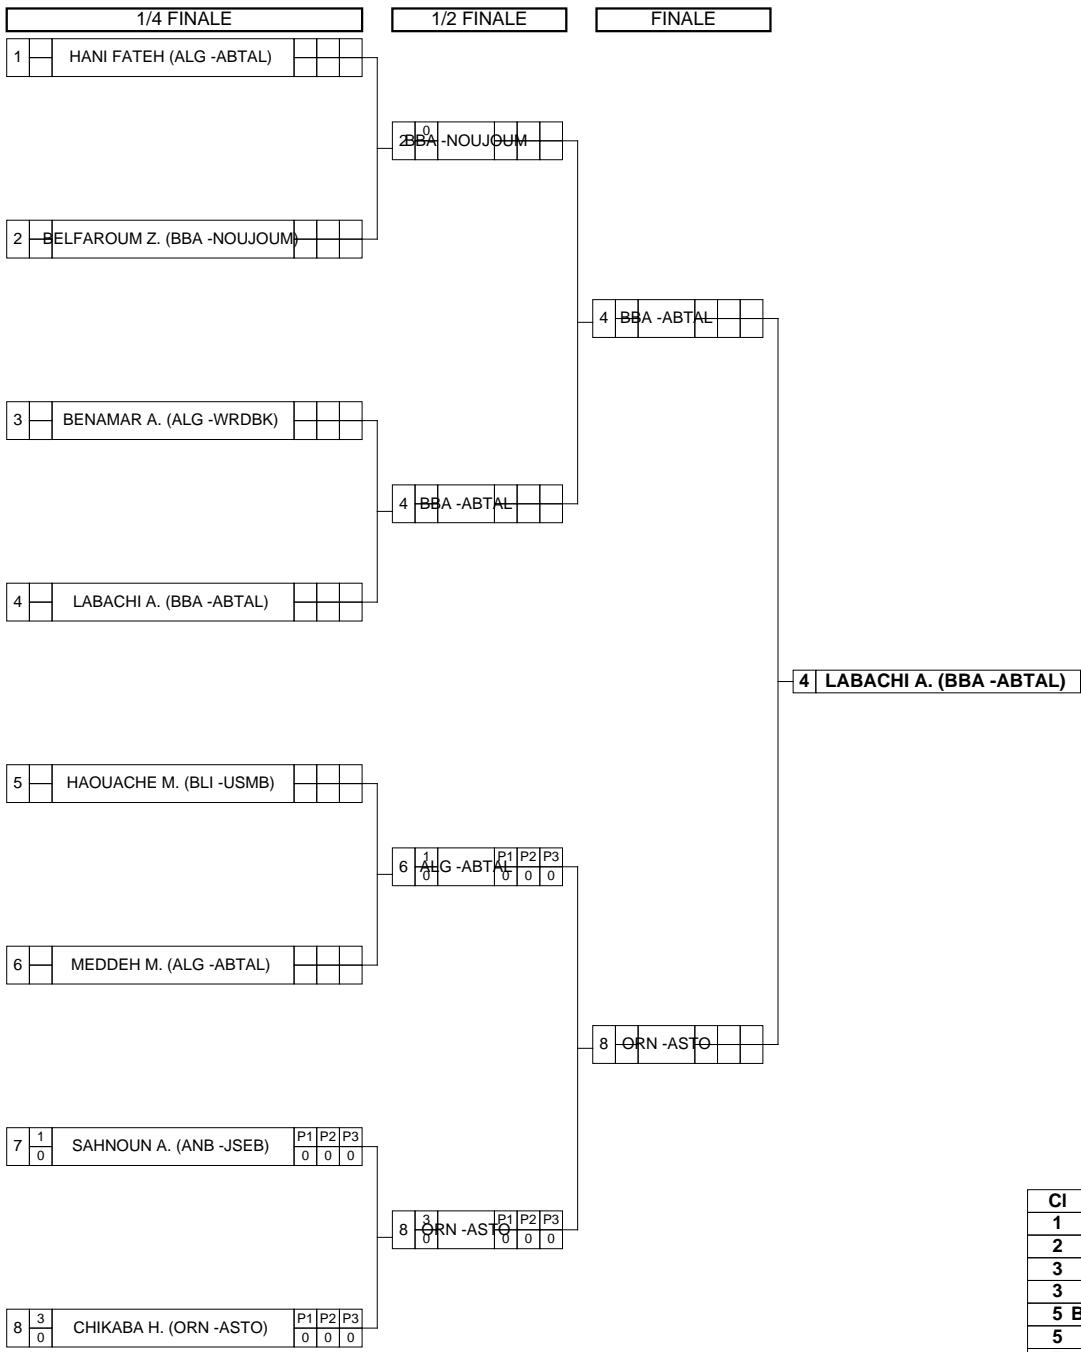 1/4 FINALE 1/2 FINALE FINALE
1 HANI FATEH (ALG -ABTAL)
2 0 BBA -NOUJOUM
2 BELFAROUM Z. (BBA -NOUJOUM)
4 BBA -ABTAL
3 BENAMAR A. (ALG -WRDBK)
4 BBA -ABTAL
4 LABACHI A. (BBA -ABTAL)
4 LABACHI A. (BBA -ABTAL)
5 HAOUACHE M. (BLI -USMB)
6 1 ALG -ABTAL P1 P2 P3
0 0 0 0
6 MEDDEH M. (ALG -ABTAL)
8 ORN -ASTO
7 1 SAHNOUN A. (ANB -JSEB) P1 P2 P3
0 0 0 0
8 3 ORN -ASTO P1 P2 P3
0 0 0 0
8 3 CHIKABA H. (ORN -ASTO) P1 P2 P3
0 0 0 0
Cl
1
2
3
3
5 B
5